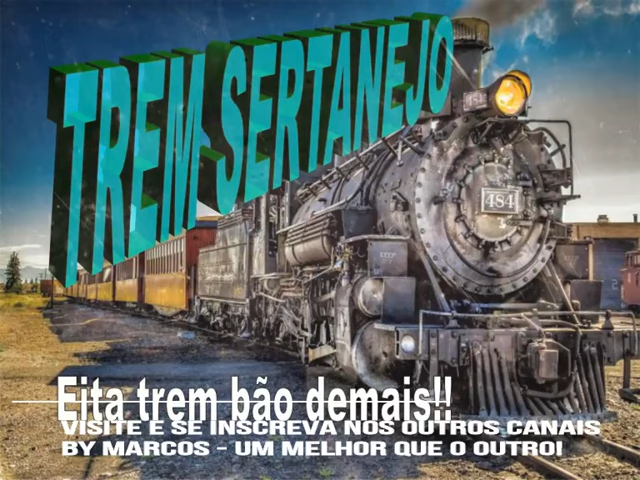 TREM SERTANEJO
484
Eita trem bão demais!!
VISITE E SE INSCREVA NOS OUTROS CANAIS
BY MARCOS - UM MELHOR QUE O OUTRO!